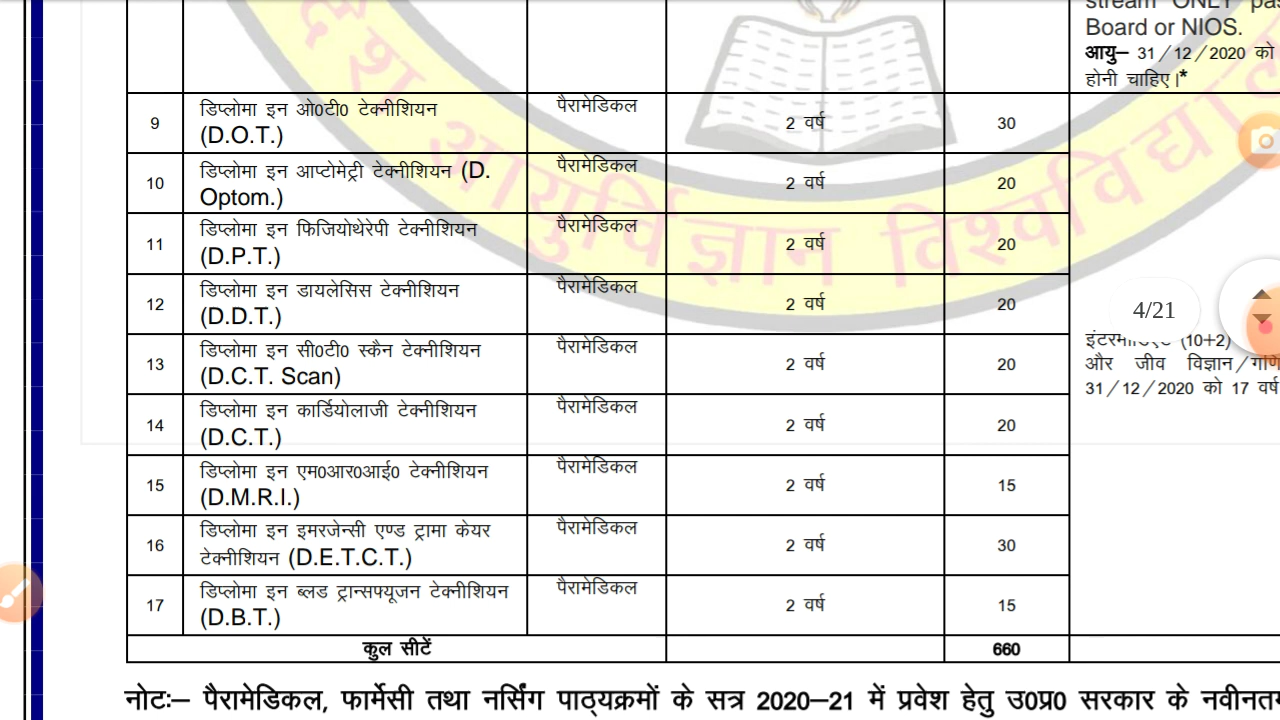 stream ONLY pas
Board or NIOS.
आयु– 31/12/2020 को
होनी चाहिए।*
9 डिप्लोमा इन ओ0टी0 टेक्नीशियन पैरामेडिकल 2 वर्ष 30
(D.O.T.)
10 डिप्लोमा इन आप्टोमेट्री टेक्नीशियन (D. पैरामेडिकल 2 वर्ष 20
Optom.)
11 डिप्लोमा इन फिजियोथेरेपी टेक्नीशियन पैरामेडिकल 2 वर्ष 20
(D.P.T.)
12 डिप्लोमा इन डायलेसिस टेक्नीशियन पैरामेडिकल 2 वर्ष 20
(D.D.T.)
4/21
13 डिप्लोमा इन सी0टी0 स्कैन टेक्नीशियन पैरामेडिकल 2 वर्ष 20
(D.C.T. Scan)
(10+2)
और जीव विज्ञान/गणि
31/12/2020 को 17 वर्ष
14 डिप्लोमा इन कार्डियोलाजी टेक्नीशियन पैरामेडिकल 2 वर्ष 20
(D.C.T.)
15 डिप्लोमा इन एम0आर0आई0 टेक्नीशियन पैरामेडिकल 2 वर्ष 15
(D.M.R.I.)
16 डिप्लोमा इन इमरजेन्सी एण्ड ट्रामा केयर पैरामेडिकल 2 वर्ष 30
टेक्नीशियन (D.E.T.C.T.)
17 डिप्लोमा इन ब्लड ट्रान्सफ्यूजन टेक्नीशियन पैरामेडिकल 2 वर्ष 15
(D.B.T.)
कुल सीटें 660
नोटः– पैरामेडिकल, फार्मेसी तथा नर्सिंग पाठ्यक्रमों के सत्र 2020–21 में प्रवेश हेतु उ0प्र0 सरकार के नवीनतर
आयुर्विज्ञान विश्वविद्या